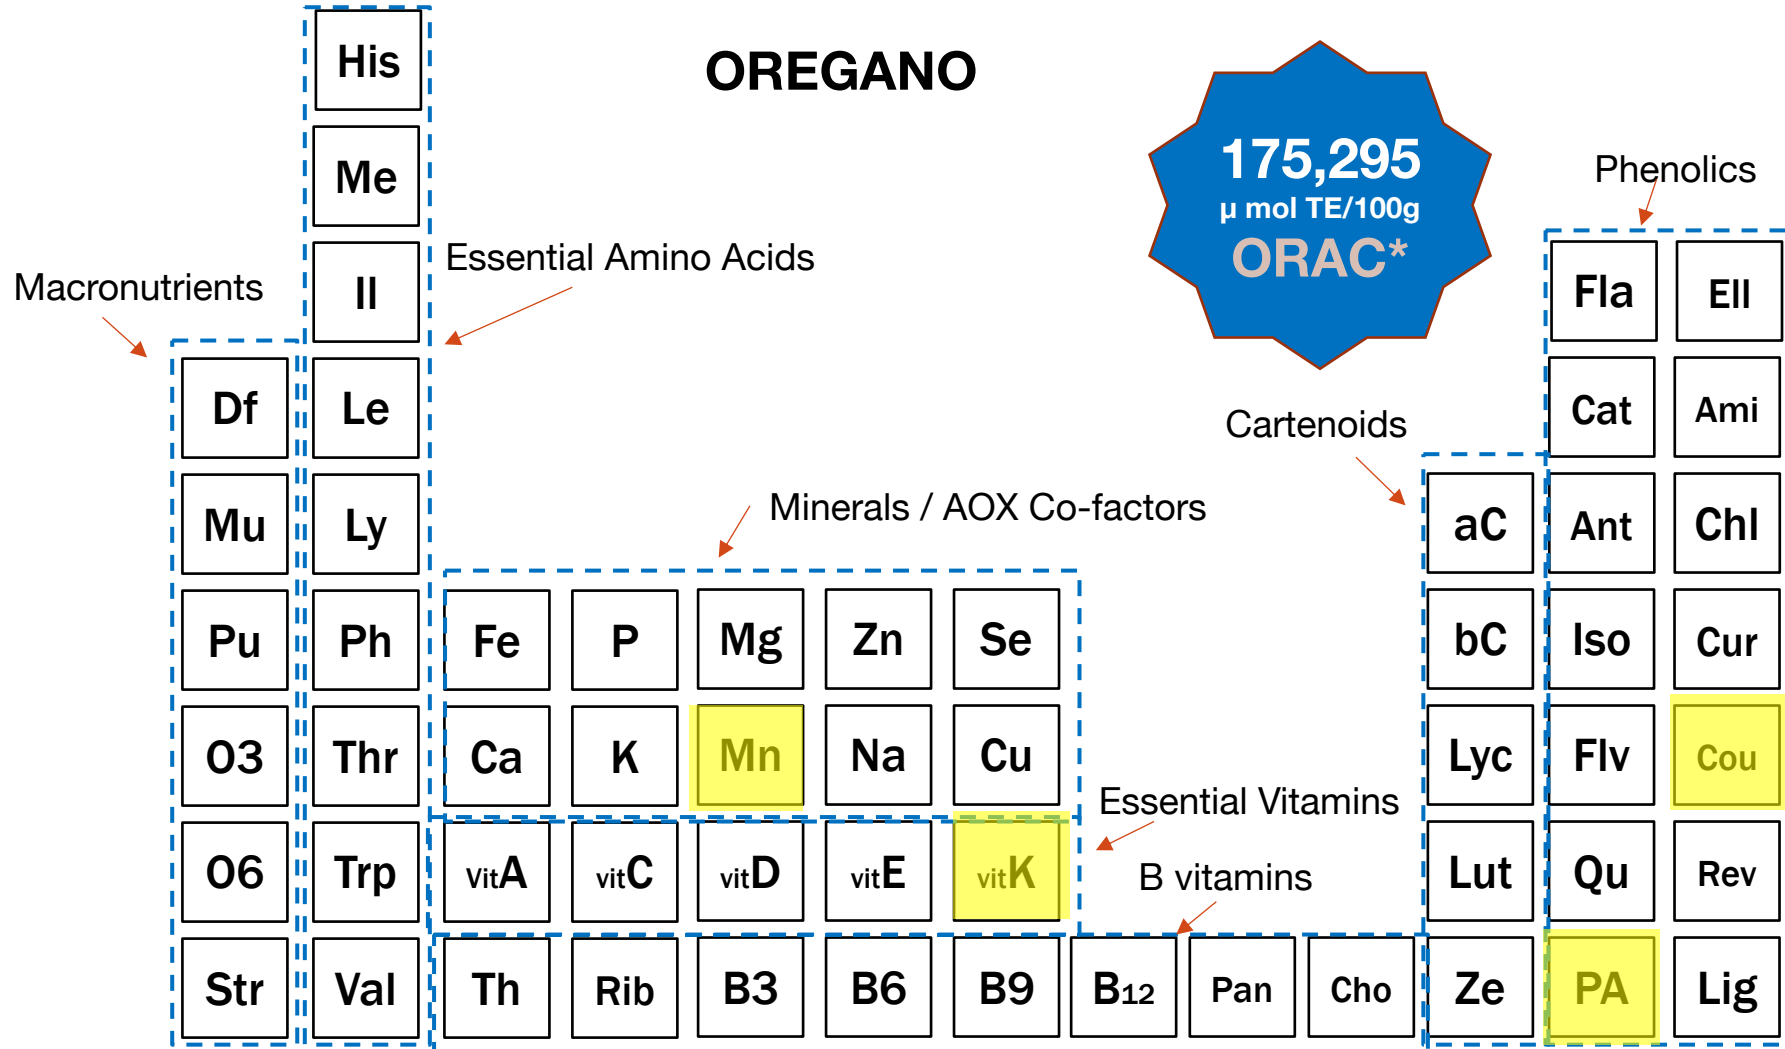 His
OREGANO
Me
175,295
µ mol TE/100g
ORAC*
Phenolics
Essential Amino Acids
Macronutrients
Il
Fla
Ell
Df
Le
Cartenoids
Cat
Ami
Mu
Ly
Minerals / AOX Co-factors
aC
Ant
Chl
Pu
Ph
Fe
P
Mg
Zn
Se
bC
Iso
Cur
O3
Thr
Ca
K
Mn
Na
Cu
Lyc
Flv
Cou
Essential Vitamins
O6
Trp
vitA
vitC
vitD
vitE
vitK
B vitamins
Lut
Qu
Rev
Str
Val
Th
Rib
B3
B6
B9
B12
Pan
Cho
Ze
PA
Lig